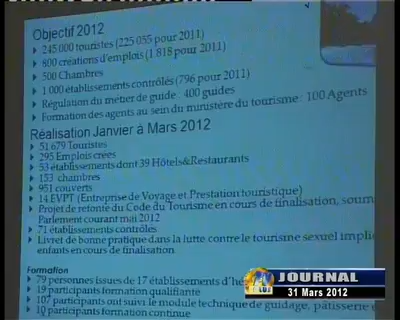 Objectif 2012
245 000 touristes (225 055 pour 2011)
800 créations d'emplois (1 818 pour 2011)
500 Chambres
1 000 établissements contrôlés (796 pour 2011)
Régulation du métier de guide: 400 guides
Formation des agents au sein du ministère du tourisme: 100 Agents
Réalisation Janvier à Mars 2012
51 679 Touristes
295 Emplois créés
53 établissements dont 39 Hôtels&Restaurants
153 chambres
951 couverts
14 EVPT (Entreprise de Voyage et Prestation touristique)
Projet de refonte du Code du Tourisme en cours de finalisation, soum
Parlement courant mai 2012
71 établissements contrôlés
Livret de bonne pratique dans la lutte contre le tourisme sexuel impli
enfants en cours de finalisation.
Formation
79 personnes issues de 17 établissements d'hé
19 participants formation qualifiante
107 participants ont suivi le module technique de guidage, pâtisserie
10 participants formation continue
JOURNAL
31 Mars 2012